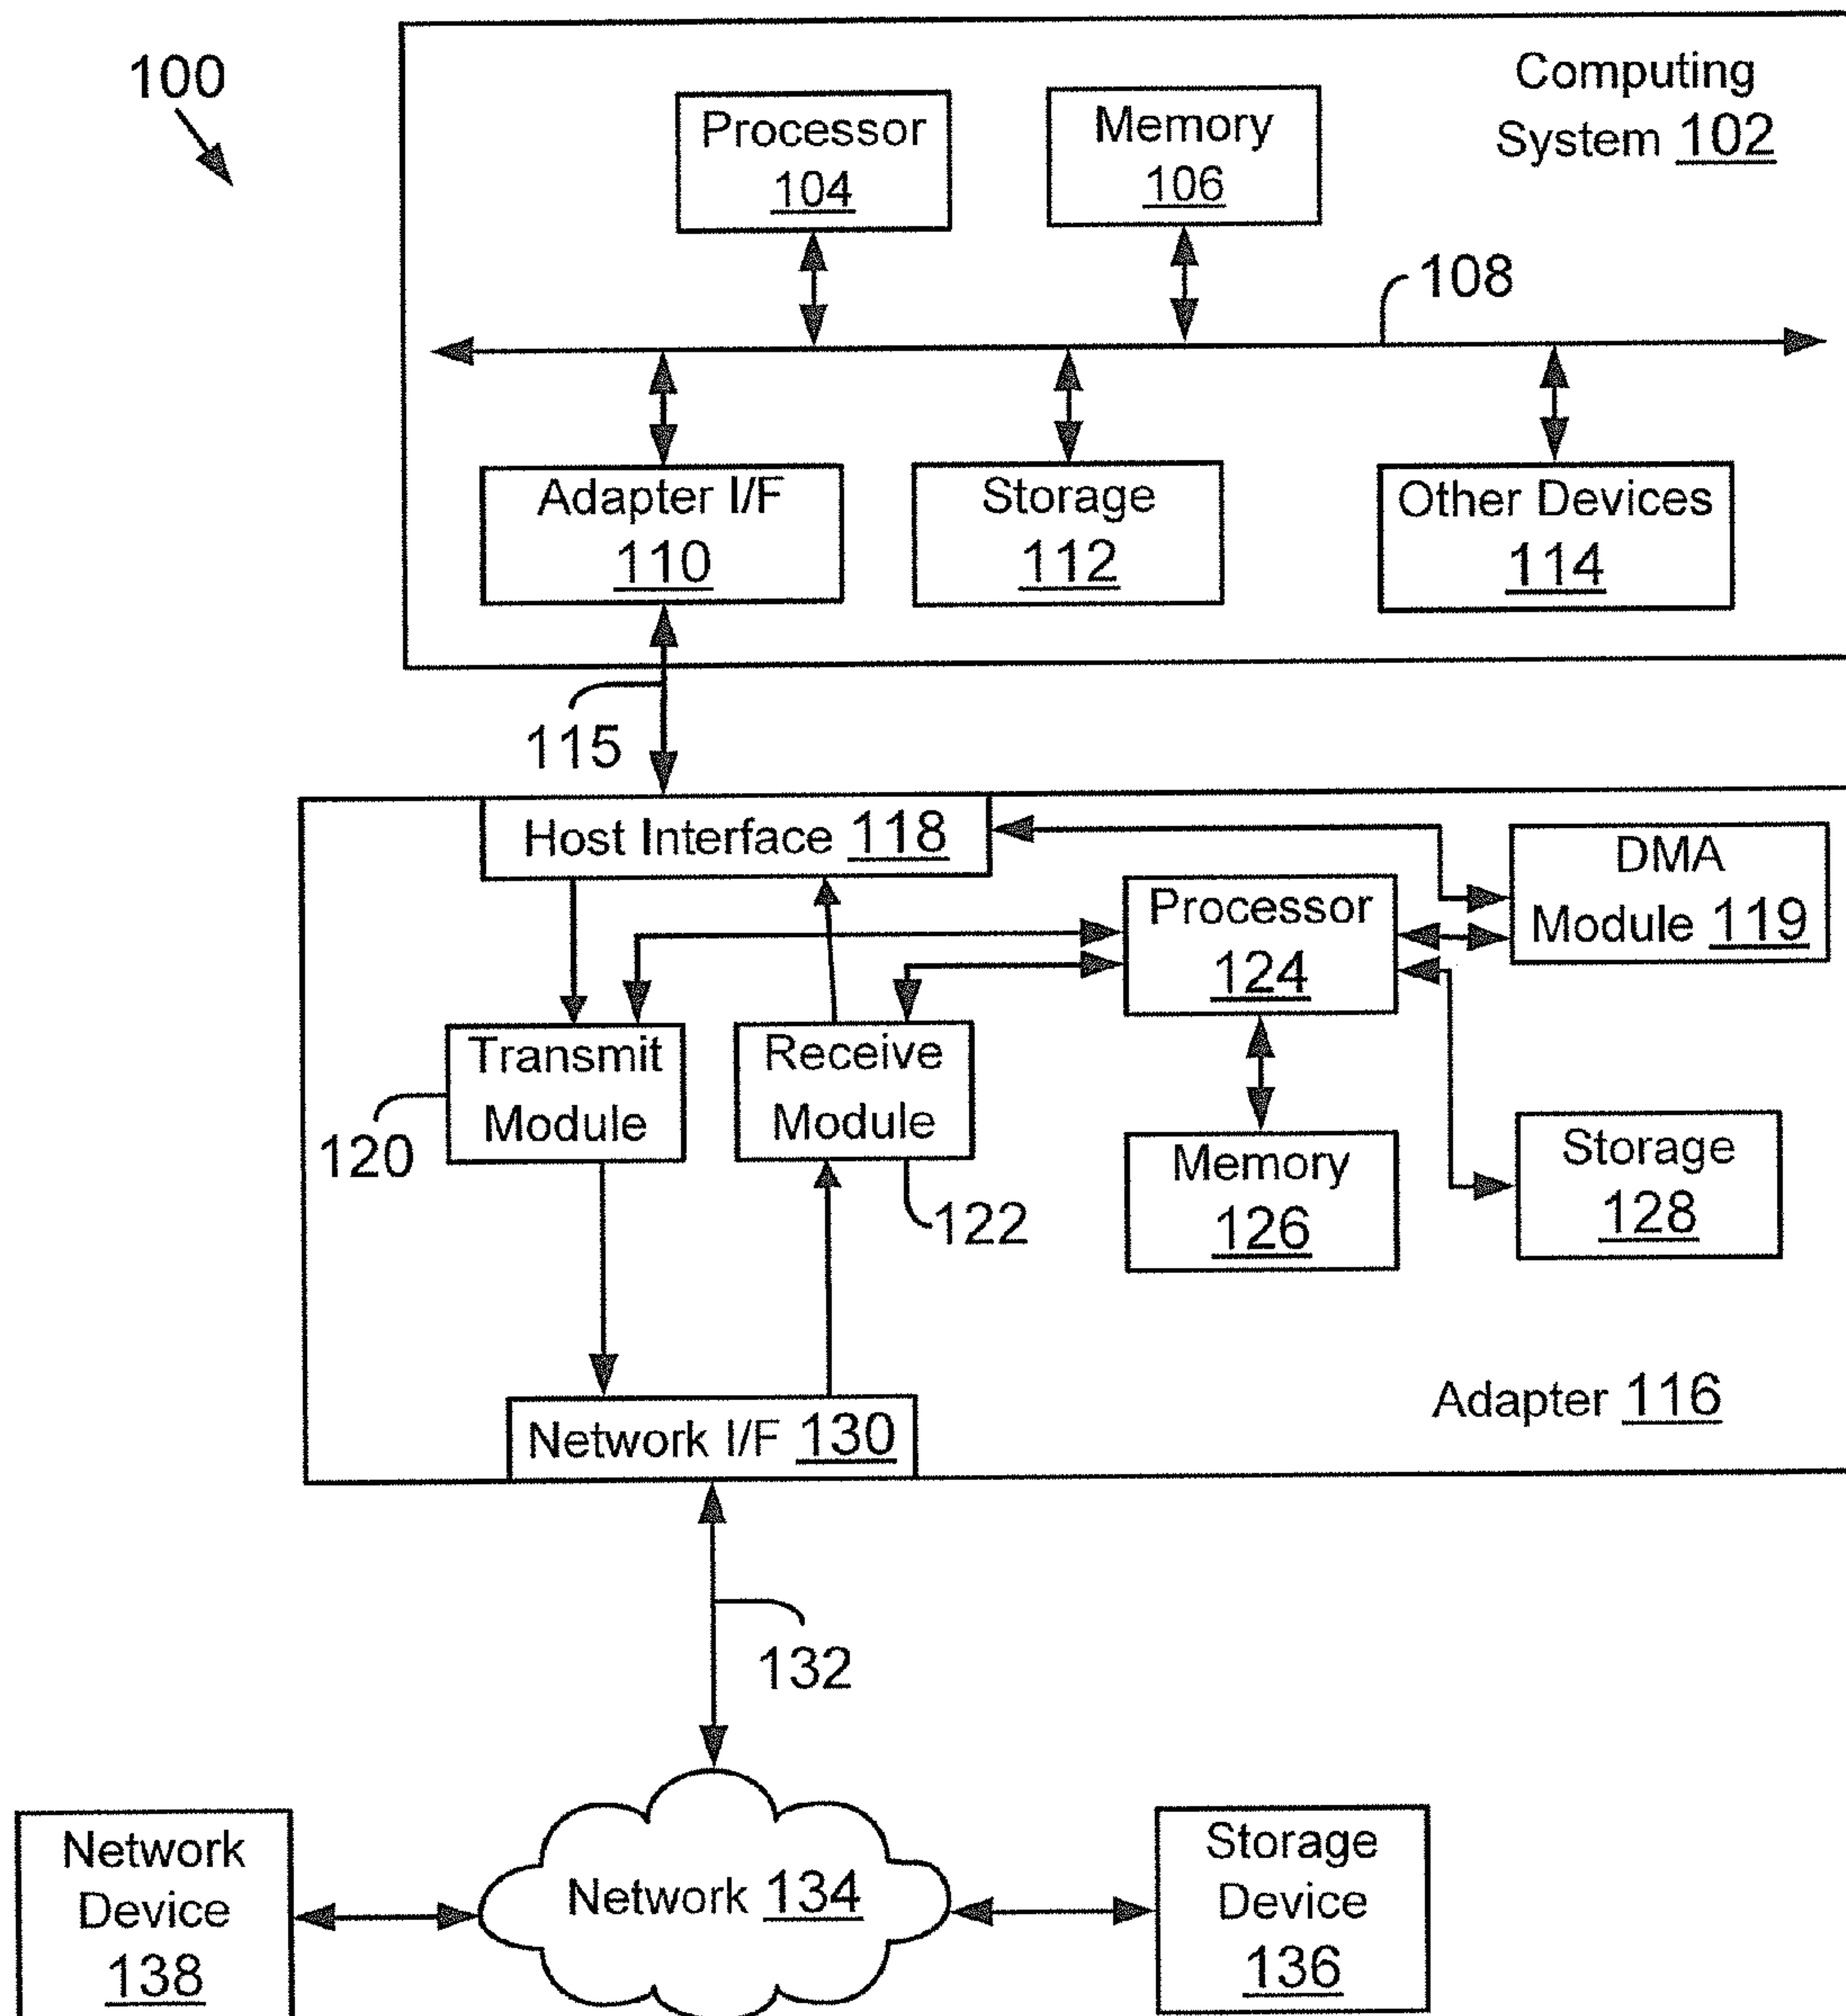 100
Computing
System 102
Processor
104
Memory
106
108
Adapter I/F
110
Storage
112
Other Devices
114
115
Host Interface 118
DMA
Module 119
Processor
124
Transmit
Module
120
Receive
Module
122
Memory
126
Storage
128
Adapter 116
Network I/F 130
132
Network
Device
138
Network 134
Storage
Device
136